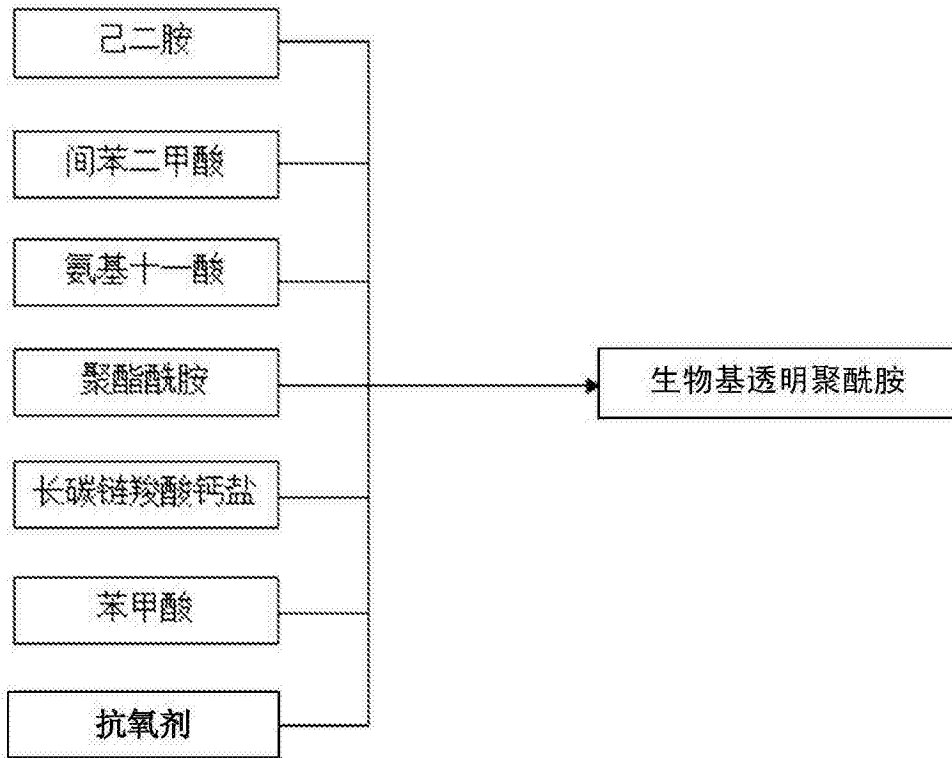 己二胺
间苯二甲酸
氨基十一酸
聚酯酰胺
生物基透明聚酰胺
长碳链羧酸钙盐
苯甲酸
抗氧剂